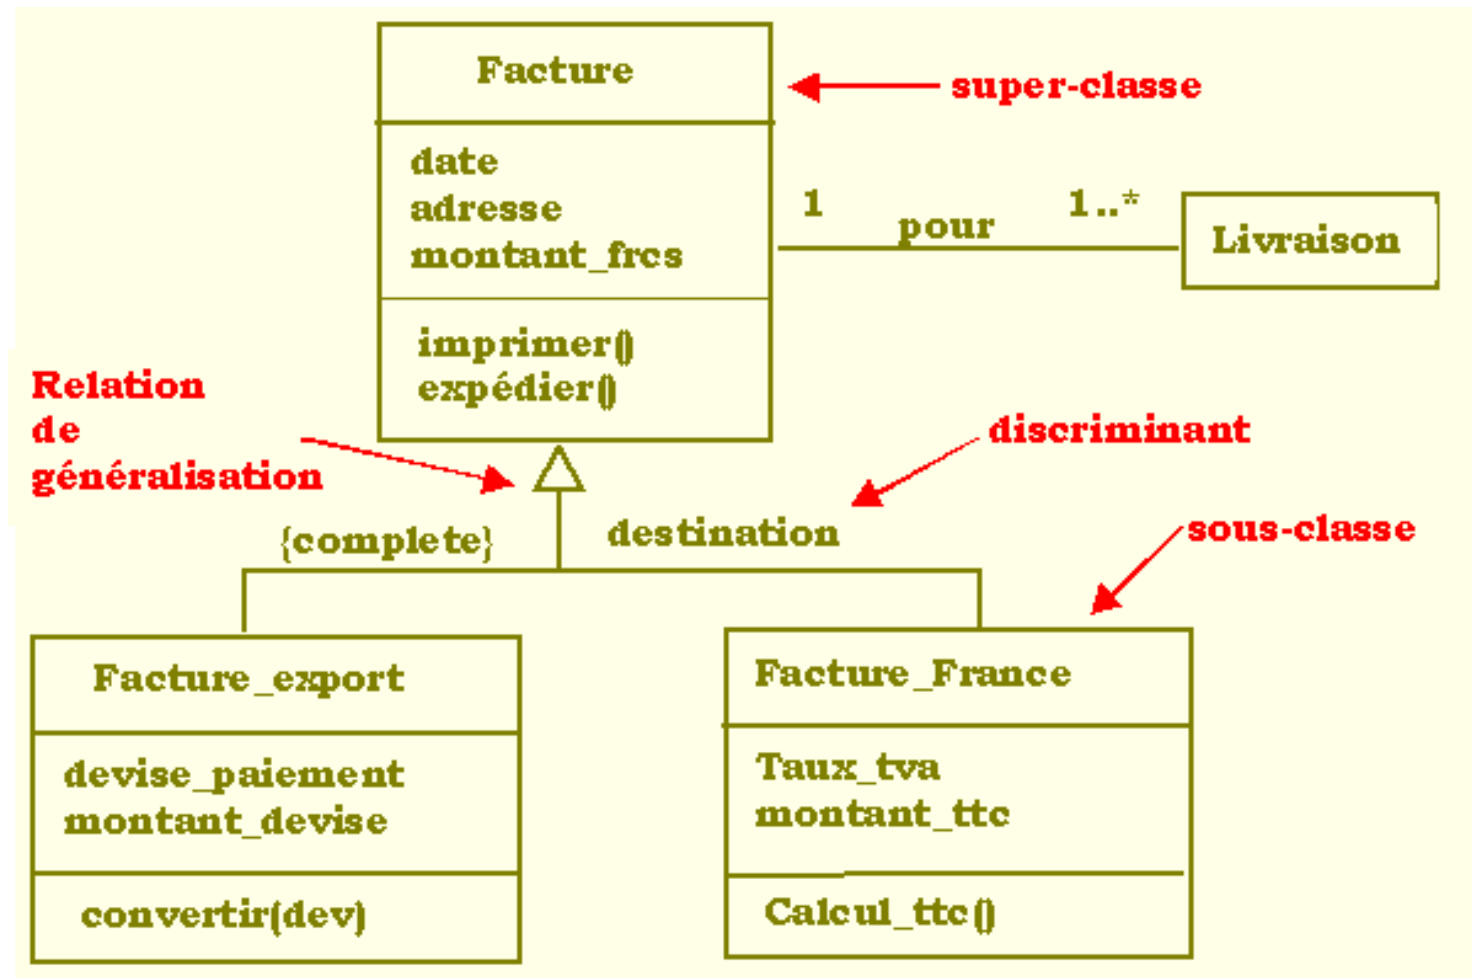 Facture
super-classe
date
adresse
montant_frcs
1
pour
1..*
Livraison
imprimer()
expédier()
Relation
de
généralisation
discriminant
{complete}
destination
sous-classe
Facture_export
devise_paiement
montant_devise
convertir(dev)
Facture_France
Taux_tva
montant_ttc
Calcul_ttc()